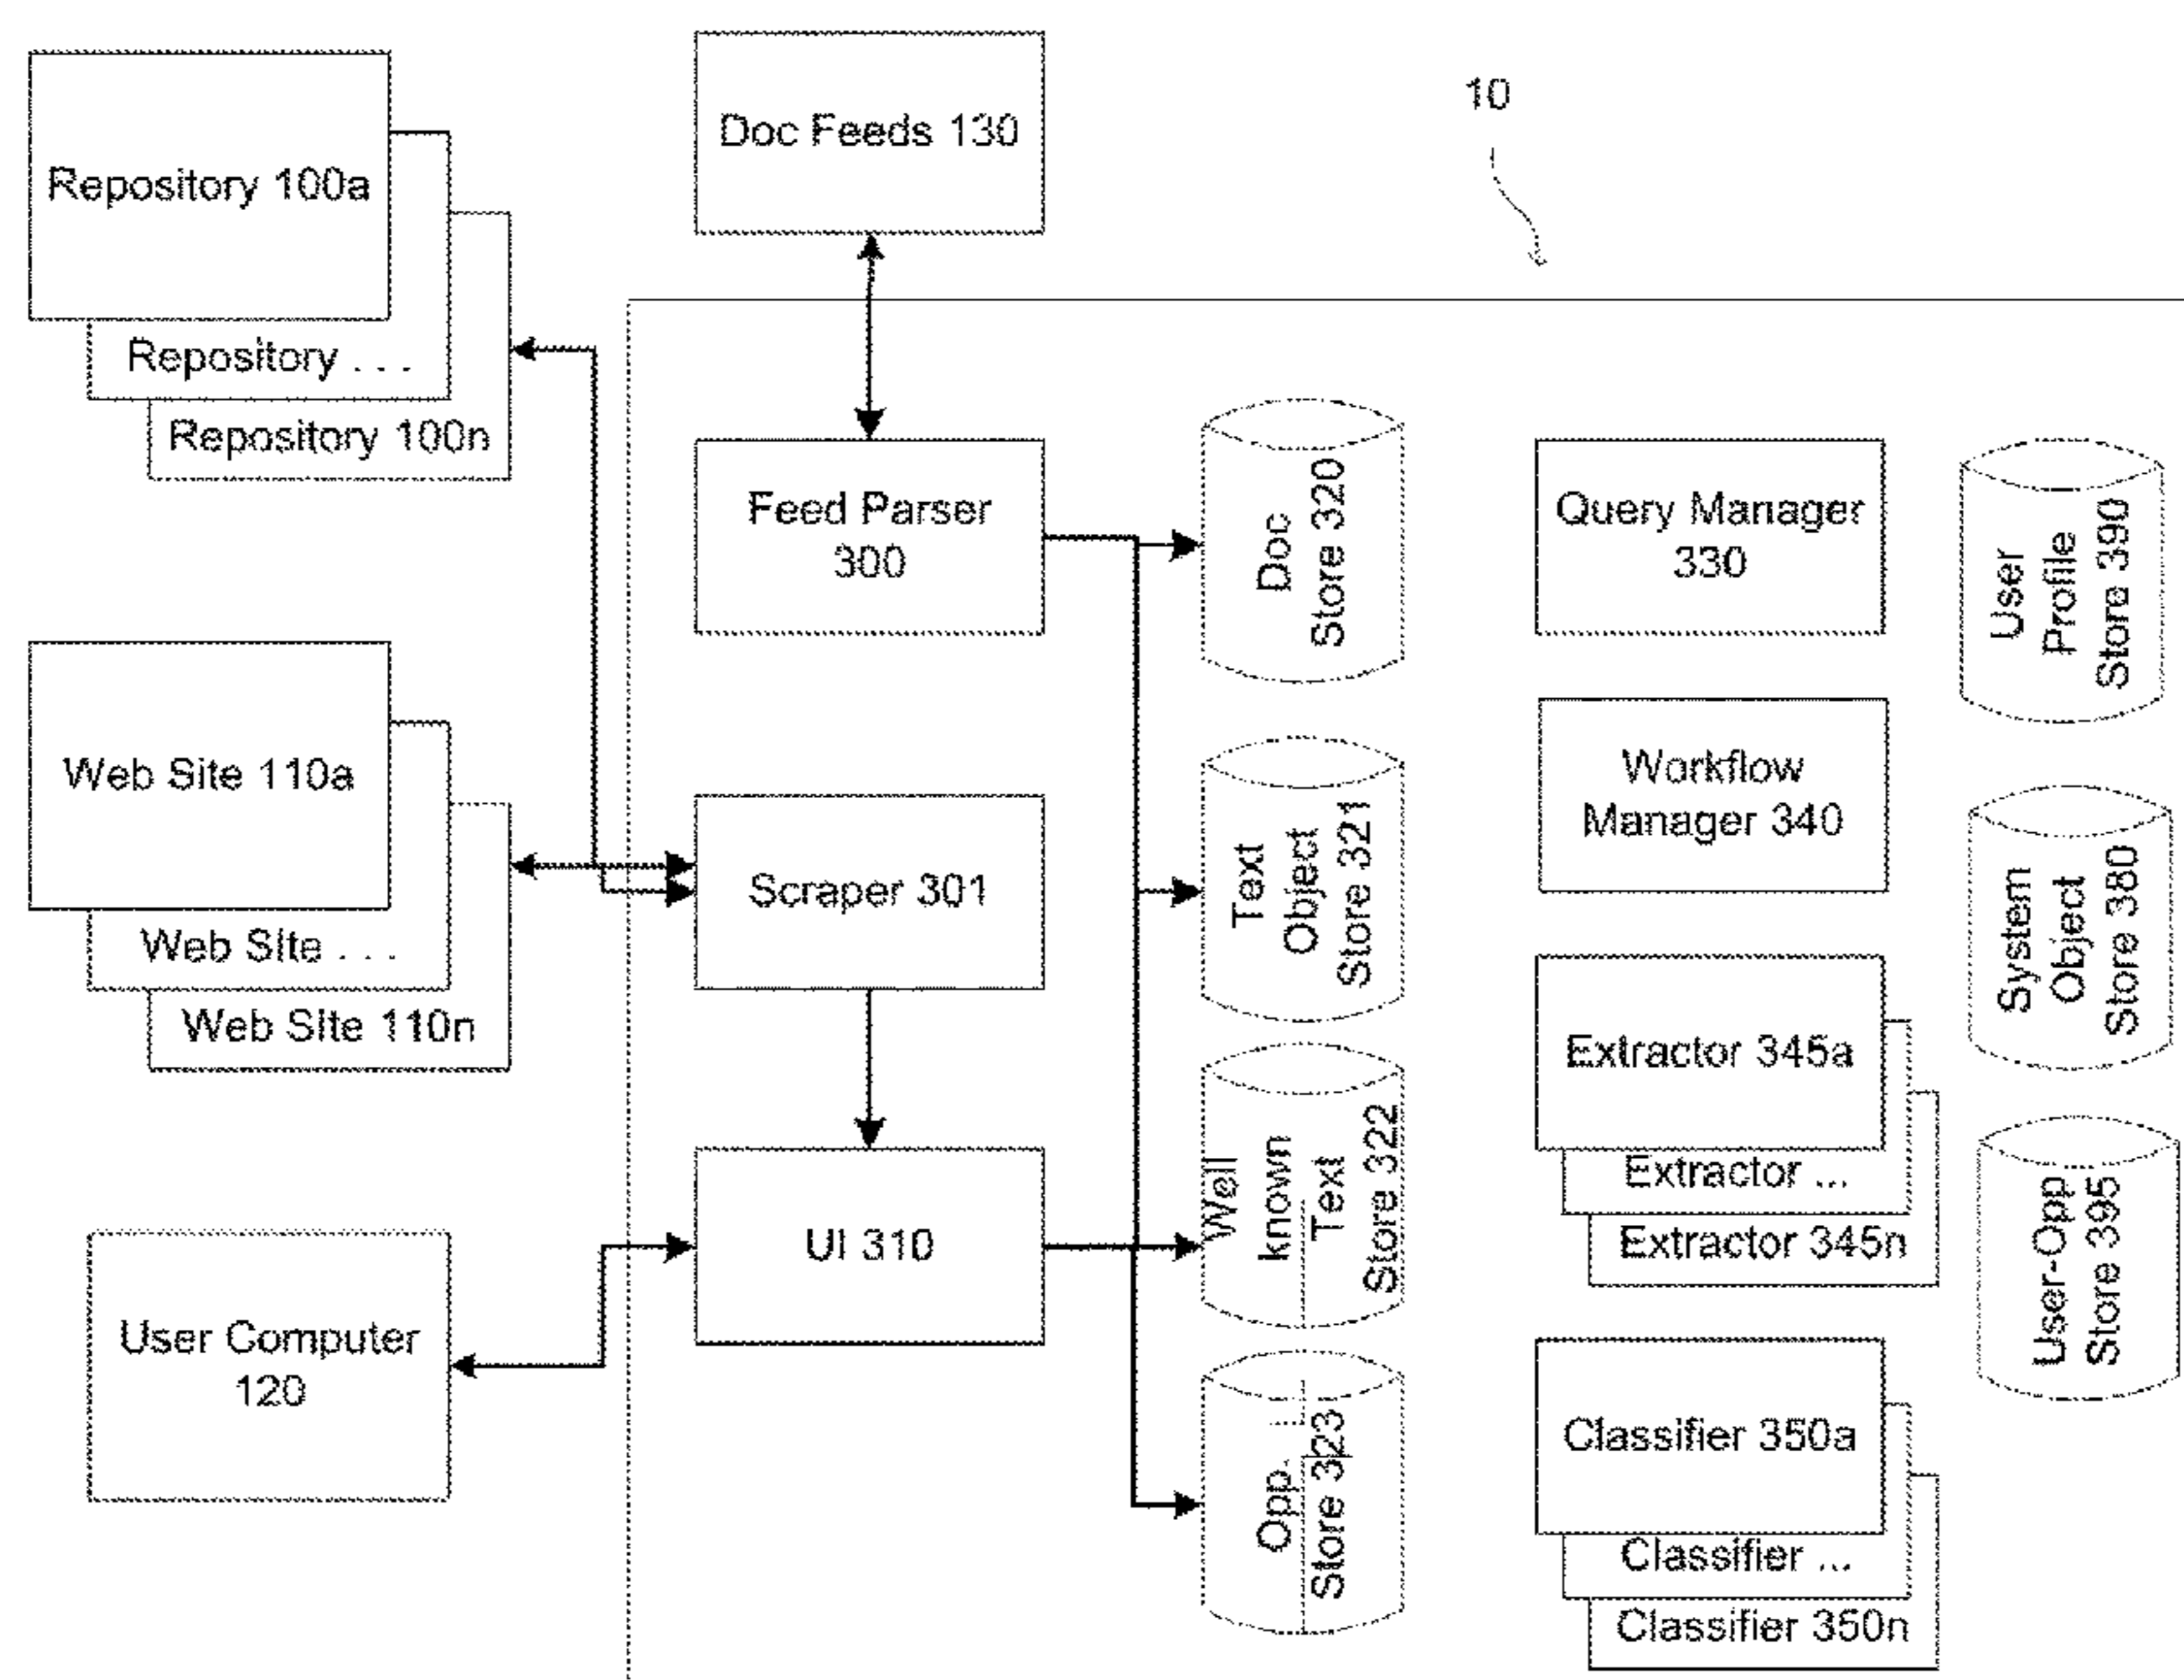 10
Doc Feeds 130
Repository 100a
Repository . . .
Repository 100n
Feed Parser
300
Doc
Store 320
Query Manager
330
User
Profile
Store 390
Web Site 110a
Web Site . . .
Web Site 110n
Scraper 301
Text
Object
Store 321
Workflow
Manager 340
System
Object
Store 380
Extractor 345a
Extractor ...
Extractor 345n
User Computer
120
UI 310
Well
known
Text
Store 322
User-Opp
Store 395
Opp.
Store 323
Classifier 350a
Classifier ...
Classifier 350n